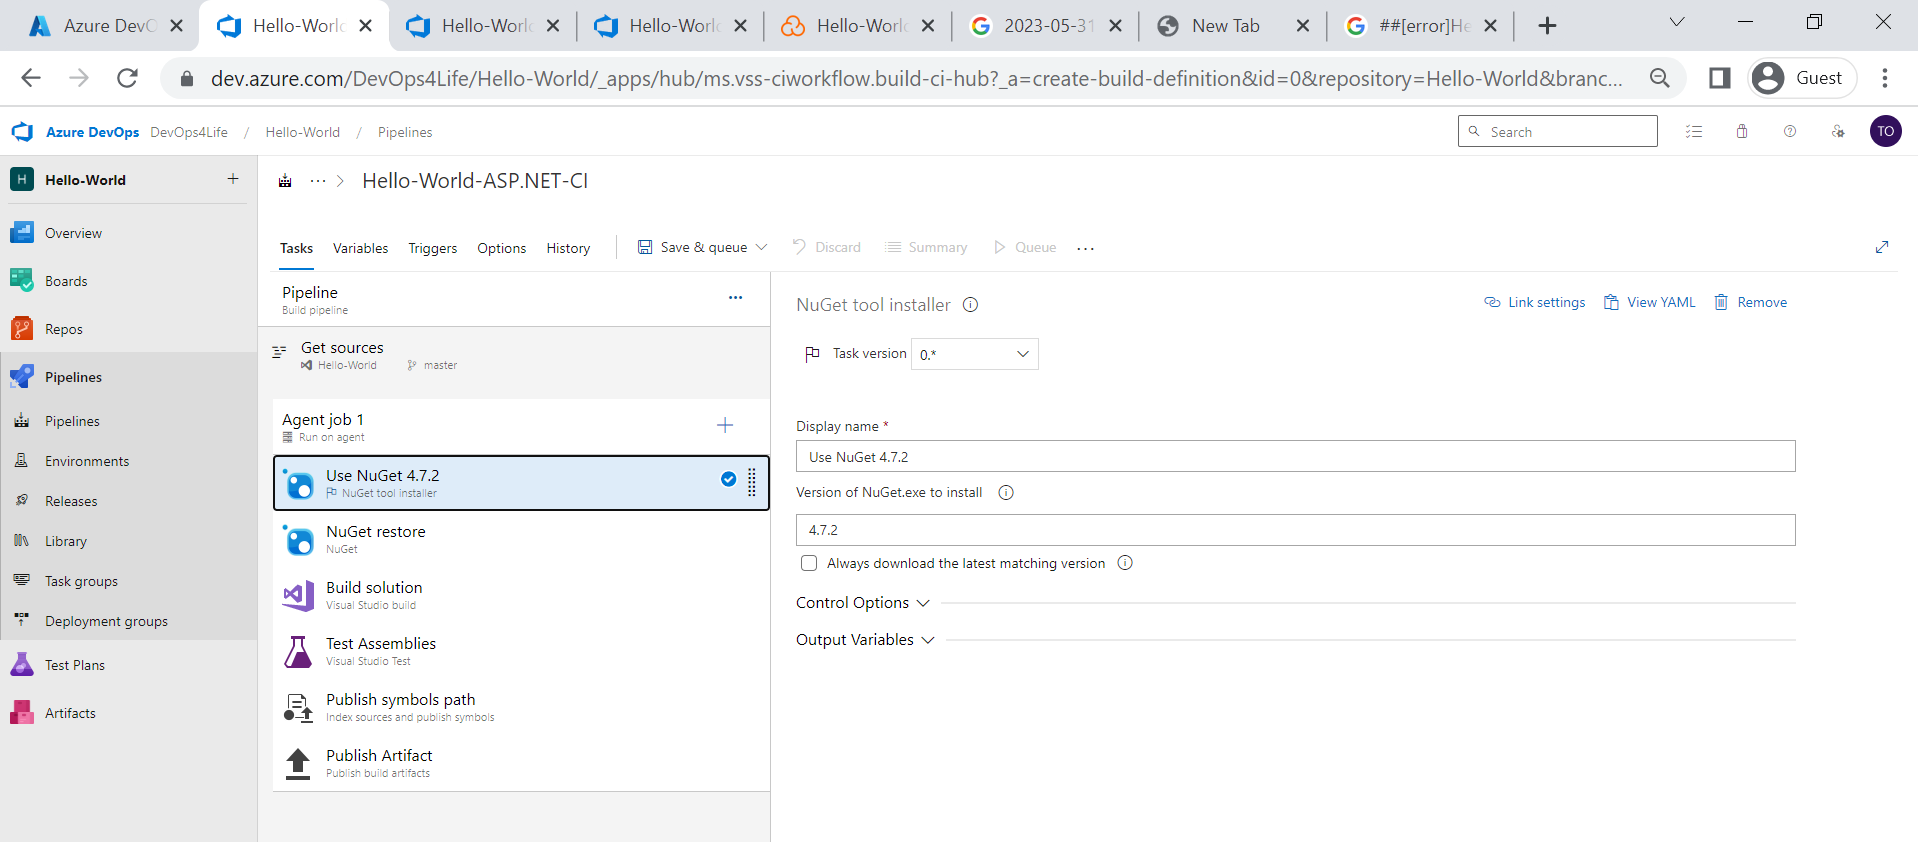 Azure DevO
Hello-World
Hello-Worl
Hello-Worl
Hello-Worl
2023-05-31
New Tab
##[error]He
dev.azure.com/DevOps4Life/Hello-World/_apps/hub/ms.vss-ciworkflow.build-ci-hub?_a=create-build-definition&id=0&repository=Hello-World&branc...
Guest
Azure DevOps DevOps4Life / Hello-World / Pipelines
Search
TO
H Hello-World
Overview
Boards
Repos
Pipelines
Pipelines
Environments
Releases
Library
Task groups
Deployment groups
Test Plans
Artifacts
... > Hello-World-ASP.NET-CI
Tasks Variables Triggers Options History Save & queue Discard Summary Queue ...
Pipeline
Build pipeline
Get sources
Hello-World master
Agent job 1
Run on agent
Use NuGet 4.7.2
NuGet tool installer
NuGet restore
NuGet
Build solution
Visual Studio build
Test Assemblies
Visual Studio Test
Publish symbols path
Index sources and publish symbols
Publish Artifact
Publish build artifacts
NuGet tool installer
Link settings View YAML Remove
Task version 0.*
Display name *
Use NuGet 4.7.2
Version of NuGet.exe to install
4.7.2
Always download the latest matching version
Control Options
Output Variables